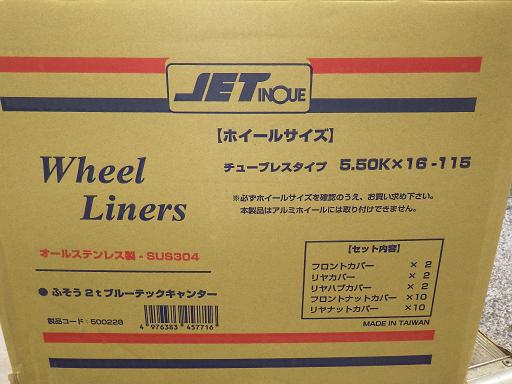 JET INOUE
【ホイールサイズ】
チューブレスタイプ 5.50K×16-115
※必ずホイールサイズを確認のうえ、お買い求め下さい。
本製品はアルミホイールには取り付けできません。
Wheel
Liners
オールステンレス製 - SUS304
● ふそう2tブルーテックキャンター
製品コード : 500228
4 976383 457716
【セット内容】
フロントカバー × 2
リヤカバー × 2
リヤハブカバー × 2
フロントナットカバー ×10
リヤナットカバー ×10
MADE IN TAIWAN